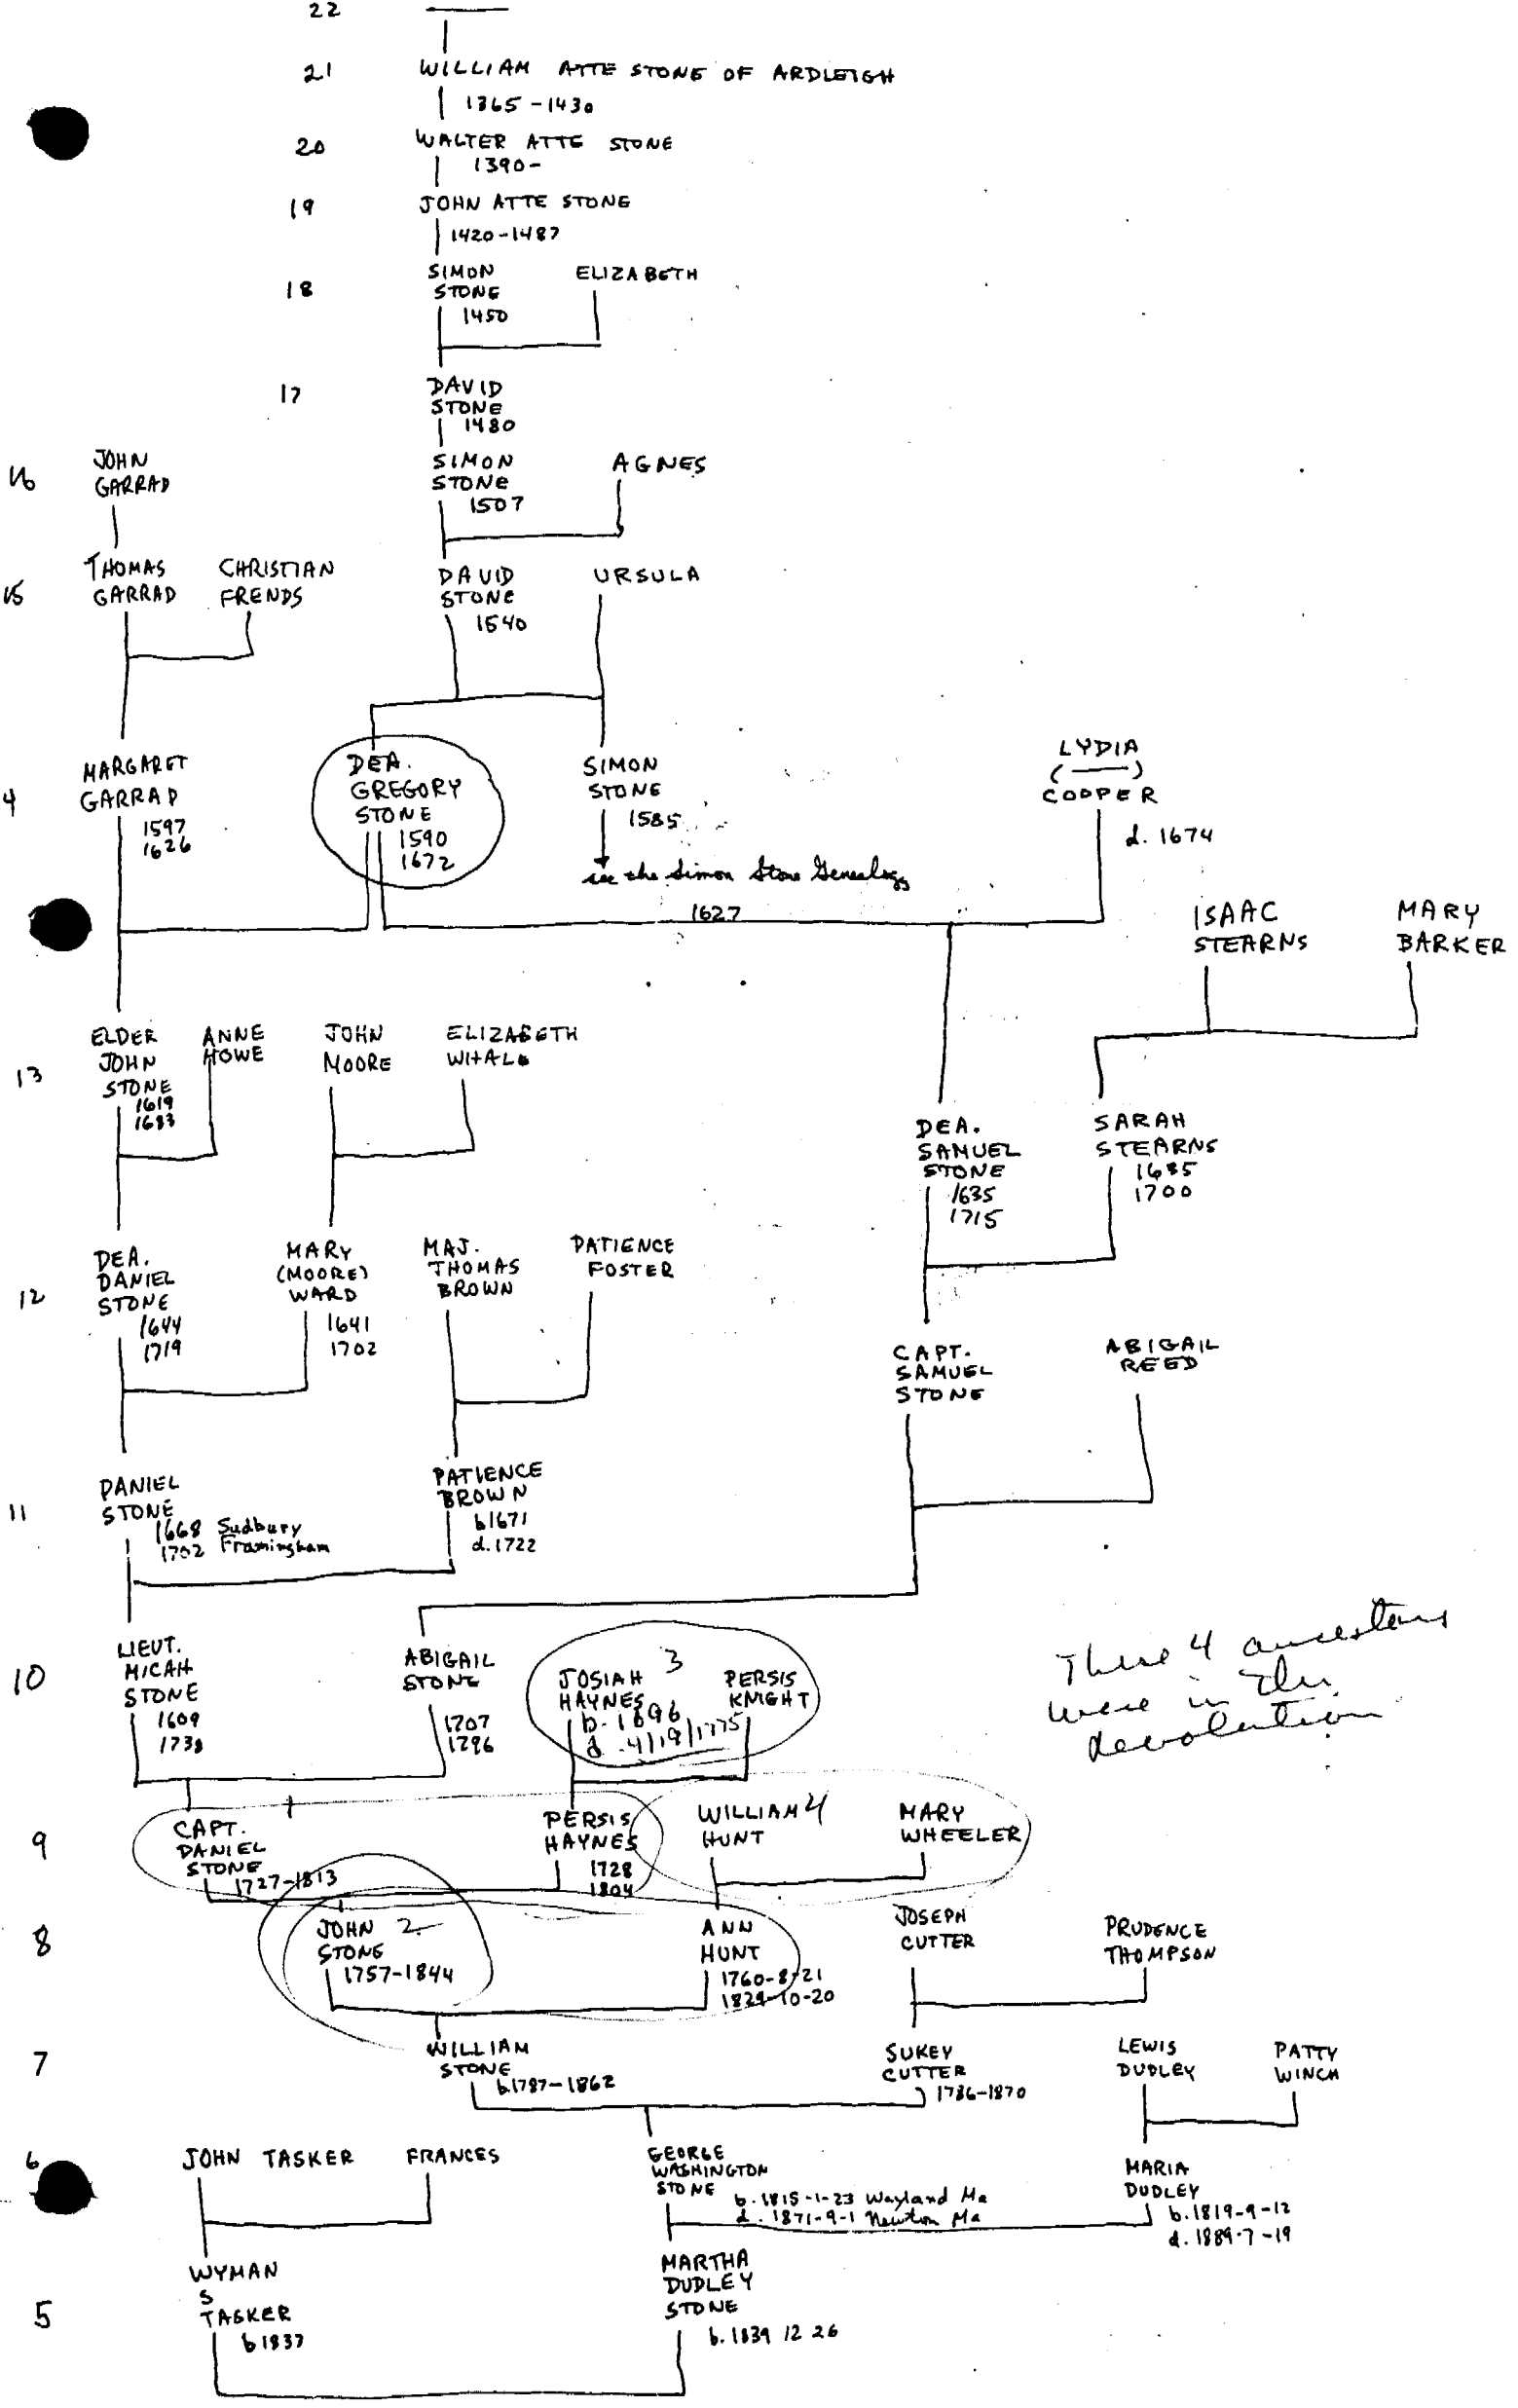 22
21 WILLIAM ATTE STONE OF ARDLEIGH
1365-1430
20 WALTER ATTE STONE
1390-
19 JOHN ATTE STONE
1420-1487
18 SIMON STONE
1450
ELIZABETH
17 DAVID STONE
1480
16 JOHN GARRAD
SIMON STONE
1507
AGNES
15 THOMAS GARRAD
CHRISTIAN FRENDS
DAVID STONE
1540
URSULA
4 MARGARET GARRAD
1597
1626
DEA. GREGORY STONE
1590
1672
SIMON STONE
1585
see the Simon Stone Genealogy
LYDIA
( — )
COOPER
d. 1674
1627
ISAAC STEARNS
MARY BARKER
13 ELDER JOHN STONE
1619
1683
ANNE HOWE
JOHN MOORE
ELIZABETH WHALE
DEA. SAMUEL STONE
1635
1715
SARAH STEARNS
1635
1700
12 DEA. DANIEL STONE
1644
1719
MARY (MOORE) WARD
1641
1702
MAJ. THOMAS BROWN
PATIENCE FOSTER
CAPT. SAMUEL STONE
ABIGAIL REED
11 DANIEL STONE
1668 Sudbury
1702 Framingham
PATIENCE BROWN
b1671
d.1722
10 LIEUT. MICAH STONE
1609
1738
ABIGAIL STONE
1707
1796
JOSIAH HAYNES 3
b. 1696
d. 4/19/1775
PERSIS KNIGHT
These 4 ancestors
were in the
Revolution
9 CAPT. DANIEL STONE
1727-1813
1
PERSIS HAYNES
1728
1804
WILLIAM HUNT 4
MARY WHEELER
8 JOHN STONE 2
1757-1844
ANN HUNT
1760-8-21
1829-10-20
JOSEPH CUTTER
PRUDENCE THOMPSON
7 WILLIAM STONE
b.1787-1862
SUKEY CUTTER
1786-1870
LEWIS DUDLEY
PATTY WINCH
6 JOHN TASKER
FRANCES
GEORGE WASHINGTON STONE
b. 1815-1-23 Wayland Ma
d. 1871-9-1 Newton Ma
MARIA DUDLEY
b. 1819-9-12
d. 1889-7-19
5 WYMAN S TASKER
b 1837
MARTHA DUDLEY STONE
b. 1839 12 26